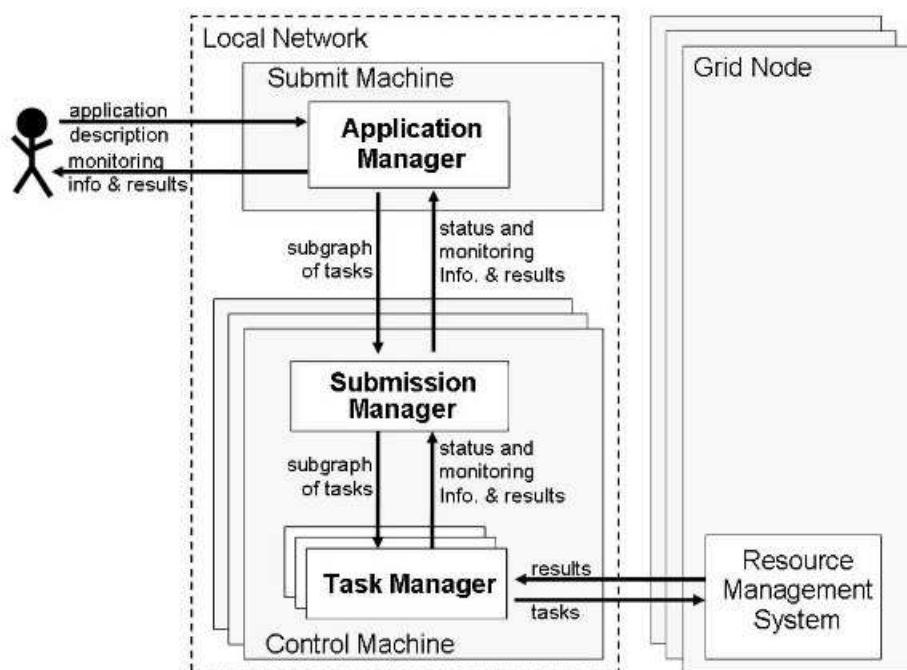 Local Network
Grid Node
Submit Machine
application
description
monitoring
info & results
Application
Manager
subgraph
of tasks
status and
monitoring
Info. & results
Submission
Manager
subgraph
of tasks
status and
monitoring
Info. & results
Task Manager
results
tasks
Resource
Management
System
Control Machine